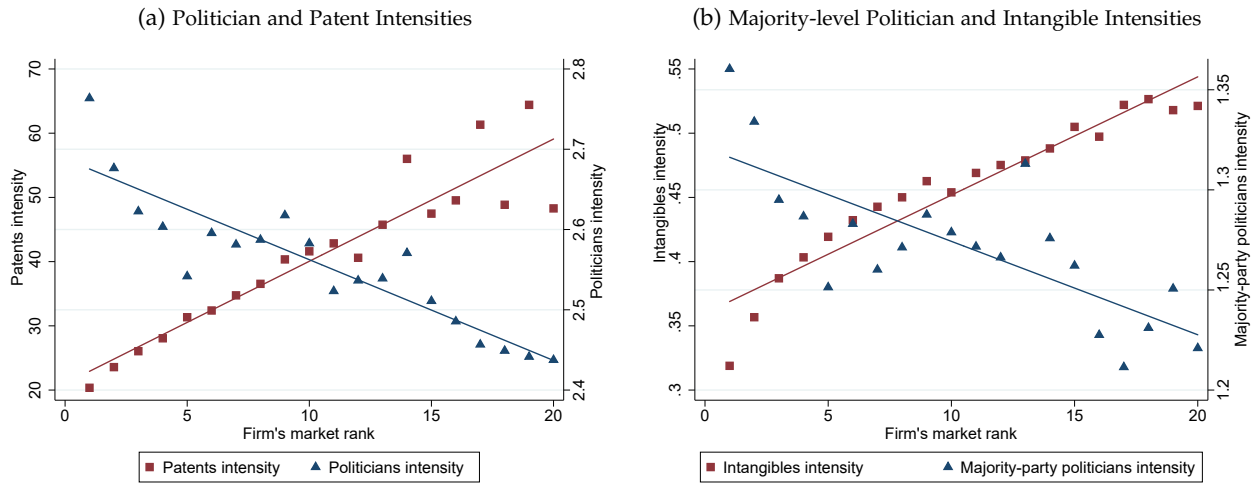 (a) Politician and Patent Intensities
70
60
50
40
30
20
Patents intensity
2.8
2.7
2.6
2.5
2.4
Politicians intensity
0 5 10 15 20
Firm's market rank
Patents intensity Politicians intensity
(b) Majority-level Politician and Intangible Intensities
.55
.5
.45
.4
.35
.3
Intangibles intensity
1.35
1.3
1.25
1.2
Majority-party politicians intensity
0 5 10 15 20
Firm's market rank
Intangibles intensity Majority-party politicians intensity